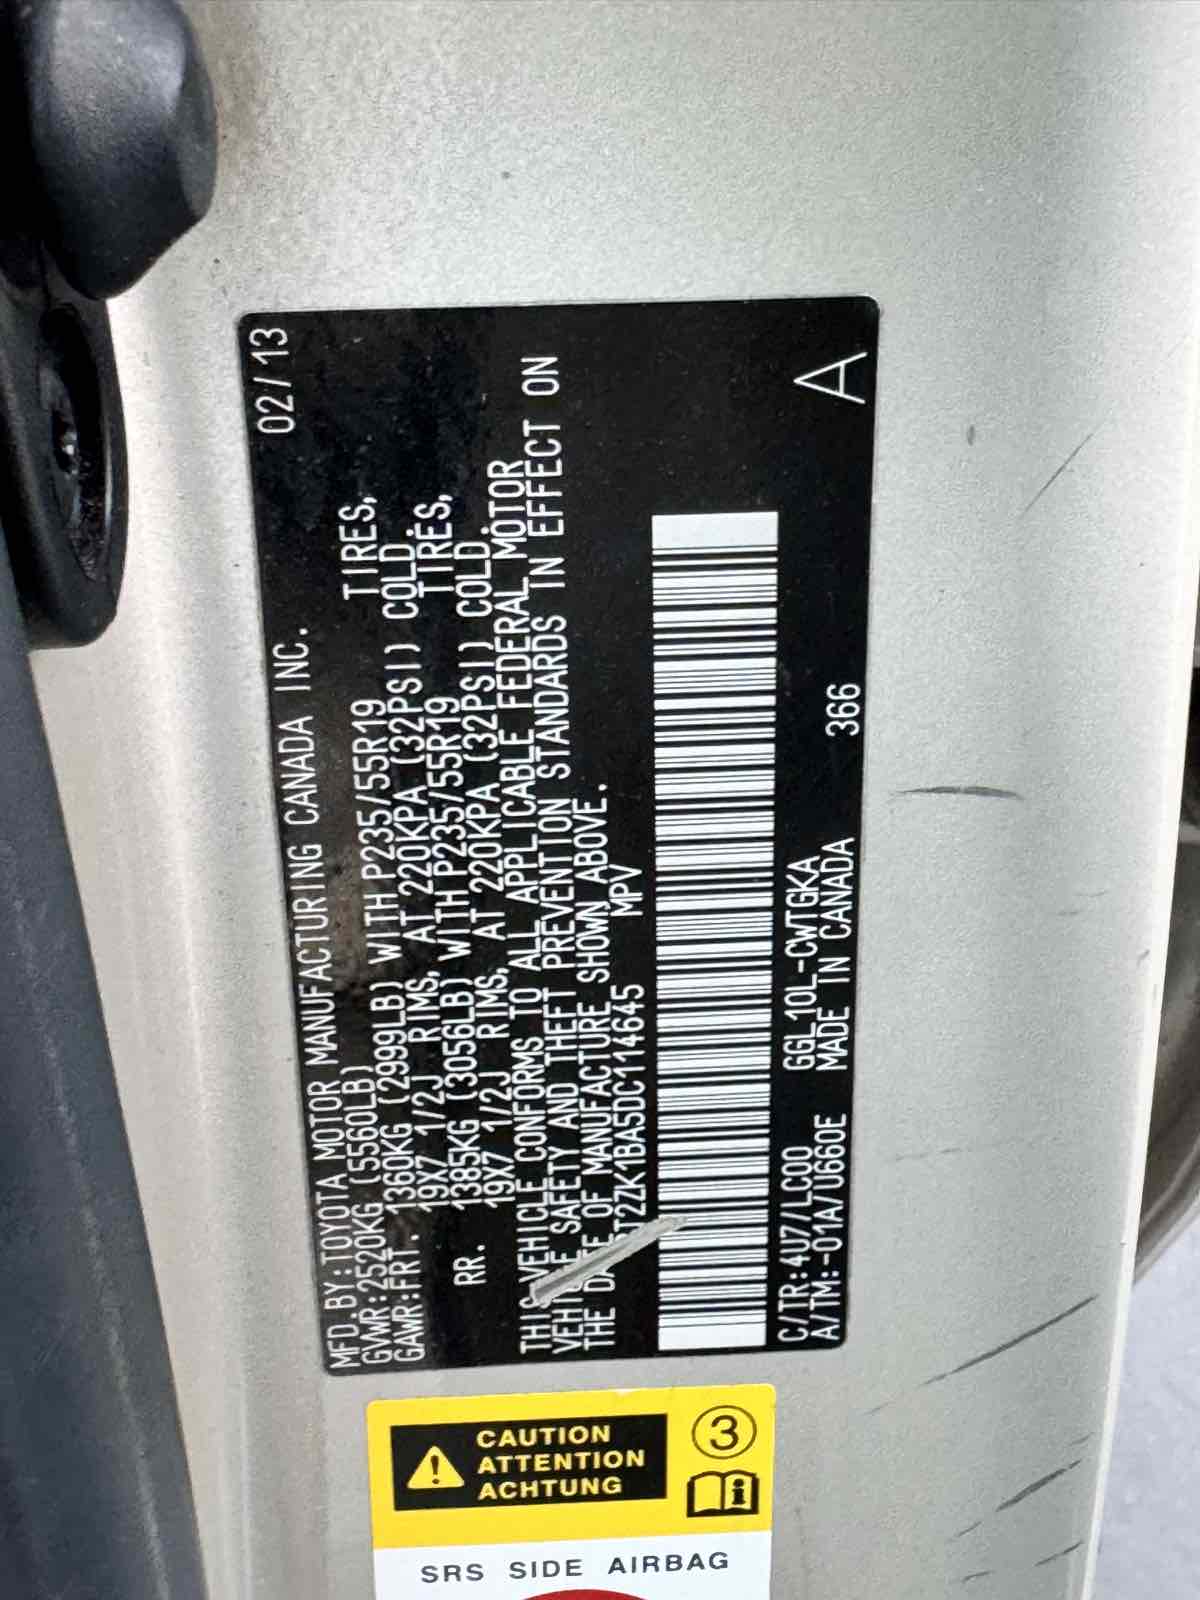 MFD.BY:TOYOTA MOTOR MANUFACTURING CANADA INC. 02/13
GVWR:2520KG (5560LB)
GAWR:FRT. 1360KG (2999LB) WITH P235/55R19 TIRES,
19X7 1/2J RIMS, AT 220KPA (32PSI) COLD.
RR. 1385KG (3056LB) WITH P235/55R19 TIRES,
19X7 1/2J RIMS, AT 220KPA (32PSI) COLD.
THIS VEHICLE CONFORMS TO ALL APPLICABLE FEDERAL MOTOR
VEHICLE SAFETY AND THEFT PREVENTION STANDARDS IN EFFECT ON
THE DATE OF MANUFACTURE SHOWN ABOVE.
MPV
C/TR:4U7/LC00 GGL10L-CWTGKA
A/TM:-01A/U660E MADE IN CANADA 366
A
CAUTION
ATTENTION
ACHTUNG
3
SRS SIDE AIRBAG